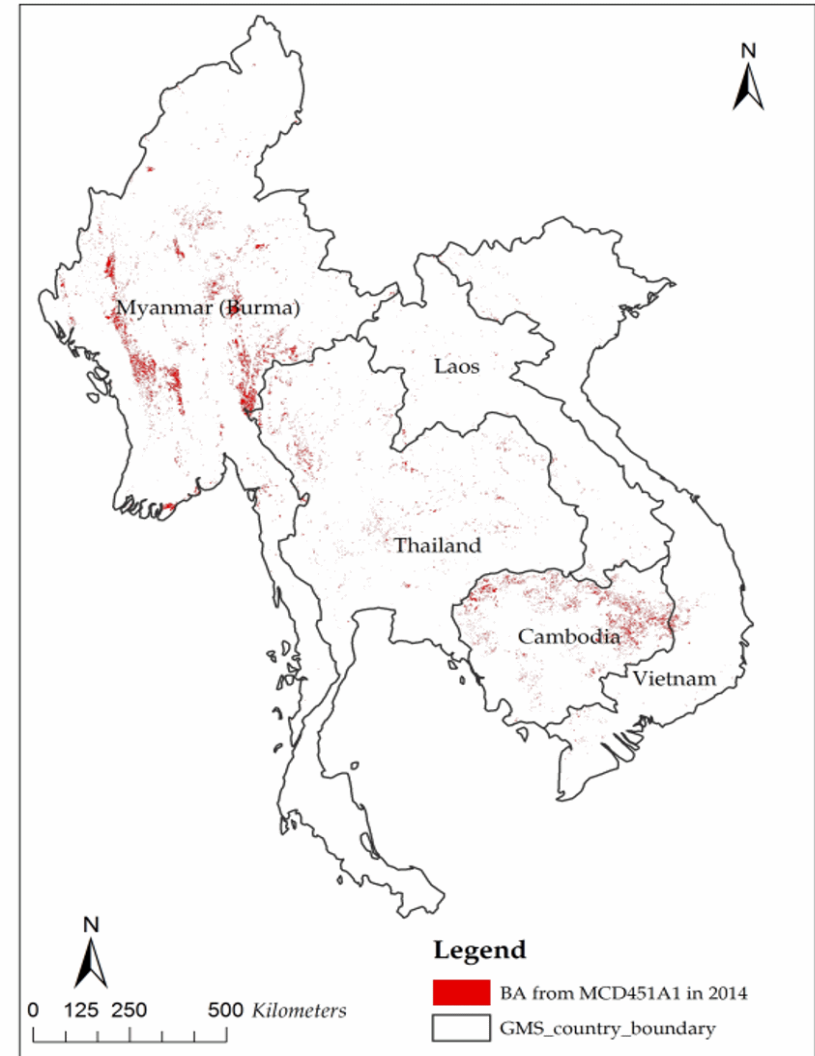 N
Myanmar (Burma)
Laos
Thailand
Cambodia
Vietnam
N
Legend
BA from MCD451A1 in 2014
0 125 250 500 Kilometers
GMS_country_boundary